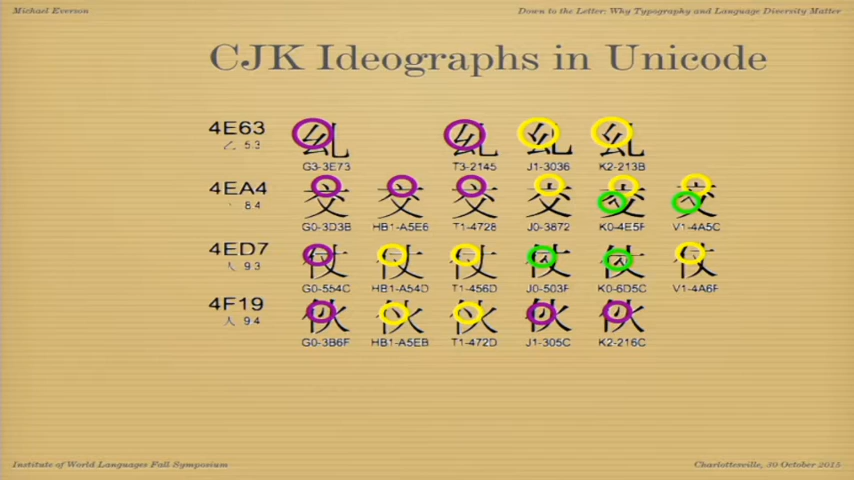 Michael Everson
Down to the Letter: Why Typography and Language Diversity Matter
CJK Ideographs in Unicode
4E63 乣 乣 乣 乣
乙 5.3 G3-3E73 T3-2145 J1-3036 K2-213B
4EA4 交 交 交 交 交 交
8.4 G0-3D3B HB1-A5E6 T1-4728 J0-3872 K0-4E5F V1-4A5C
4ED7 仗 仗 仗 仗 仗 仗
人 9.3 G0-554C HB1-A54D T1-456D J0-503F K0-6D5C V1-4A6F
4F19 伙 伙 伙 伙 伙
人 9.4 G0-3B6F HB1-A5EB T1-472D J1-305C K2-216C
Institute of World Languages Fall Symposium
Charlottesville, 30 October 2015